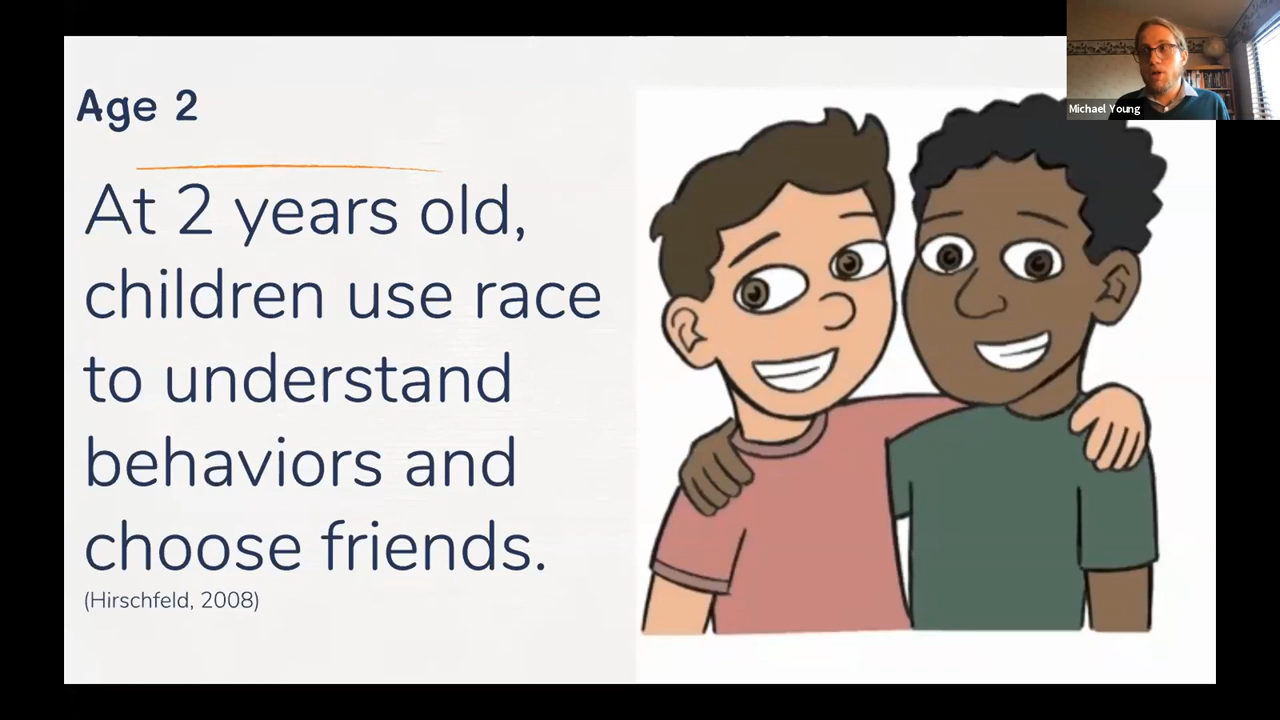 Age 2
At 2 years old,
children use race
to understand
behaviors and
choose friends.
(Hirschfeld, 2008)
Michael Young